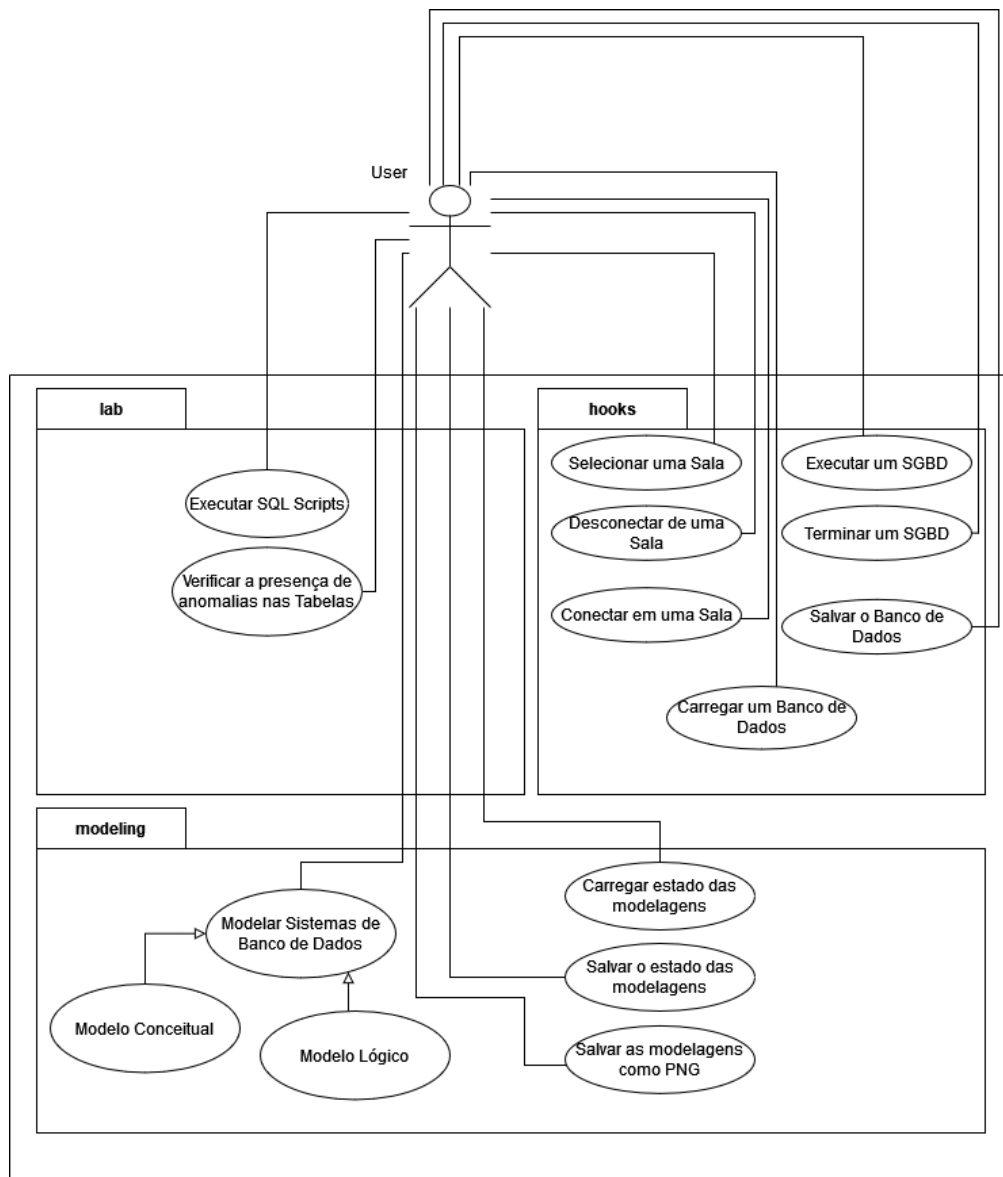 User
lab
Executar SQL Scripts
Verificar a presença de
anomalias nas Tabelas
hooks
Selecionar uma Sala
Executar um SGBD
Desconectar de uma
Sala
Terminar um SGBD
Conectar em uma Sala
Salvar o Banco de
Dados
Carregar um Banco de
Dados
modeling
Modelar Sistemas de
Banco de Dados
Modelo Conceitual
Modelo Lógico
Carregar estado das
modelagens
Salvar o estado das
modelagens
Salvar as modelagens
como PNG